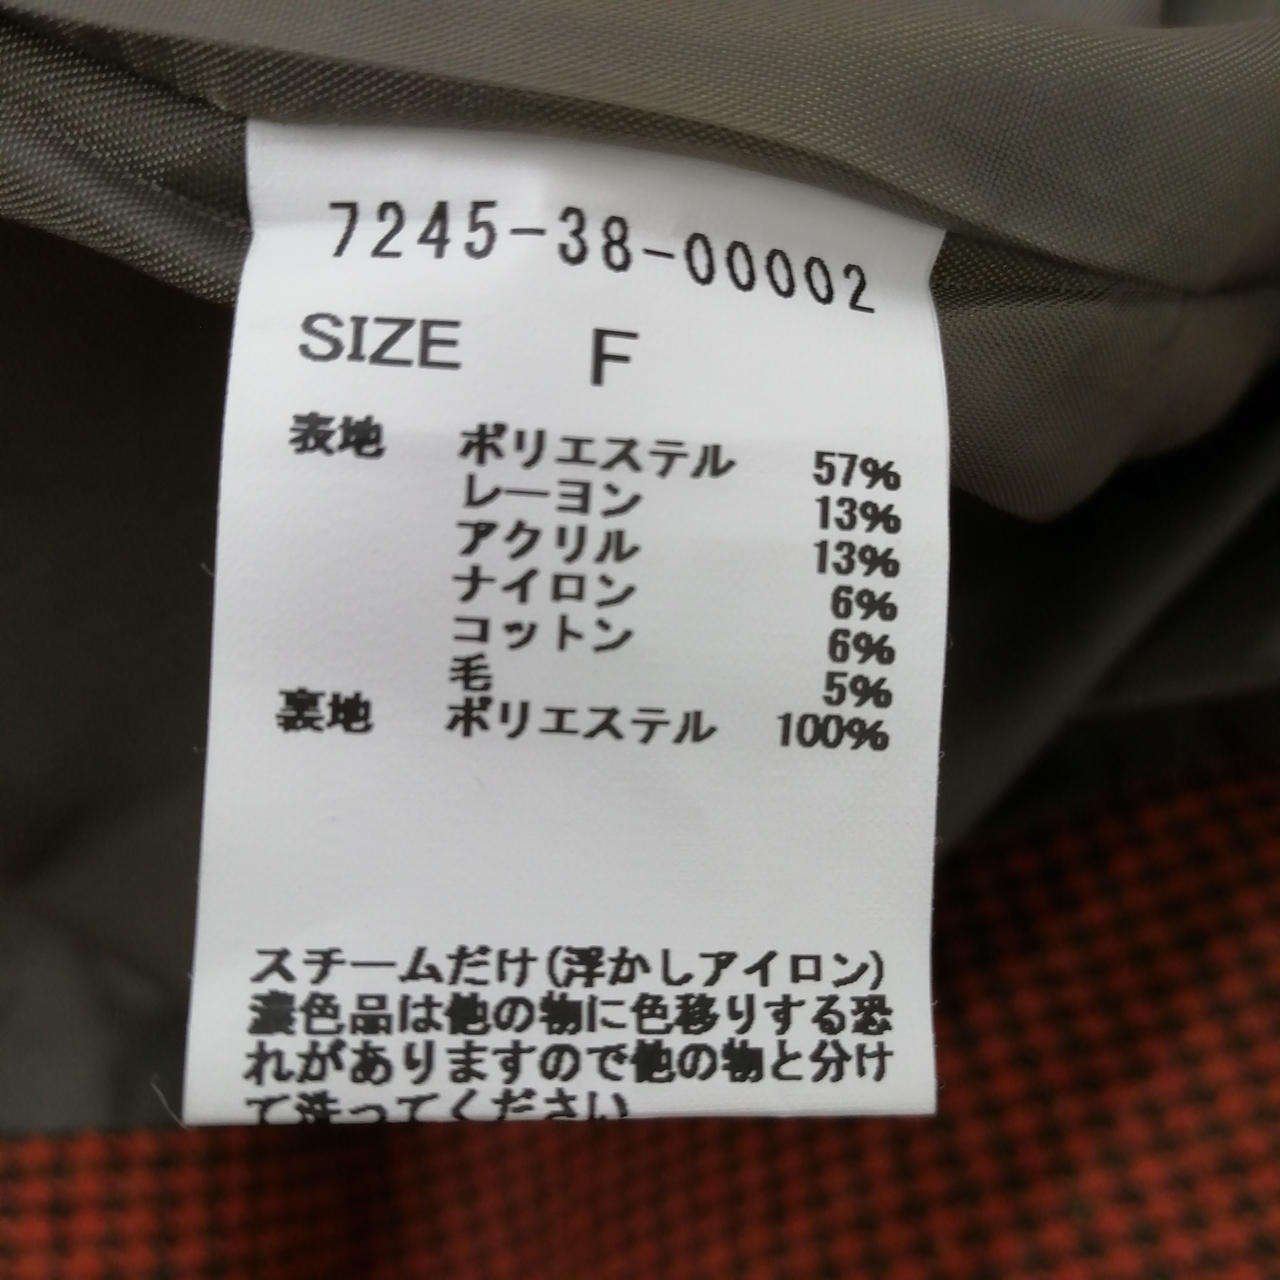 7245-38-00002
SIZE F
表地 ポリエステル 57%
レーヨン 13%
アクリル 13%
ナイロン 6%
コットン 6%
毛 5%
裏地 ポリエステル 100%
スチームだけ(浮かしアイロン)
濃色品は他の物に色移りする恐
れがありますので他の物と分け
て洗ってください